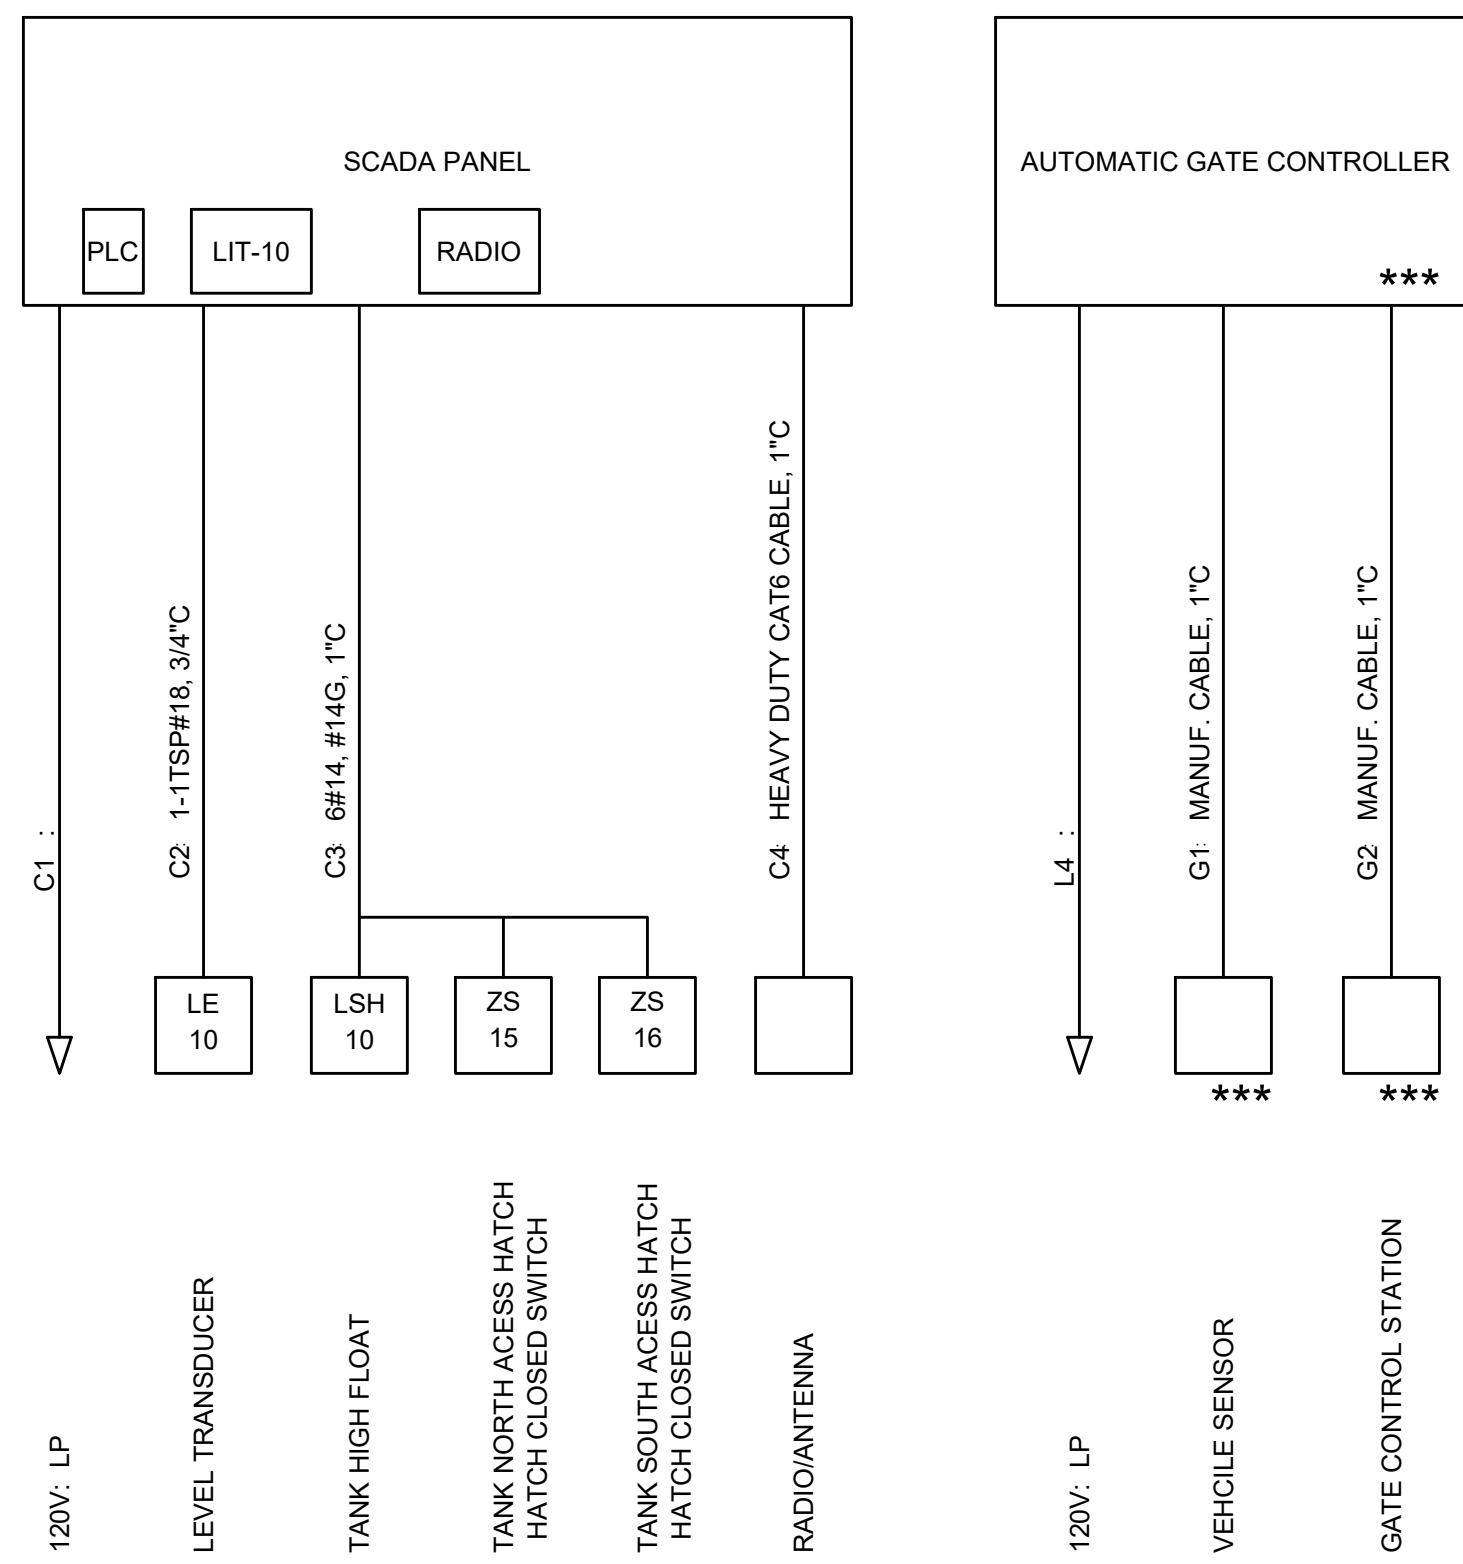 SCADA PANEL
PLC
LIT-10
RADIO
AUTOMATIC GATE CONTROLLER
***
C1 :
C2: 1-1TSP#18, 3/4"C
C3: 6#14, #14G, 1"C
C4: HEAVY DUTY CAT6 CABLE, 1"C
L4 :
G1: MANUF. CABLE, 1"C
G2: MANUF. CABLE, 1"C
LE
10
LSH
10
ZS
15
ZS
16
***
***
120V: LP
LEVEL TRANSDUCER
TANK HIGH FLOAT
TANK NORTH ACESS HATCH
HATCH CLOSED SWITCH
TANK SOUTH ACESS HATCH
HATCH CLOSED SWITCH
RADIO/ANTENNA
120V: LP
VEHCILE SENSOR
GATE CONTROL STATION